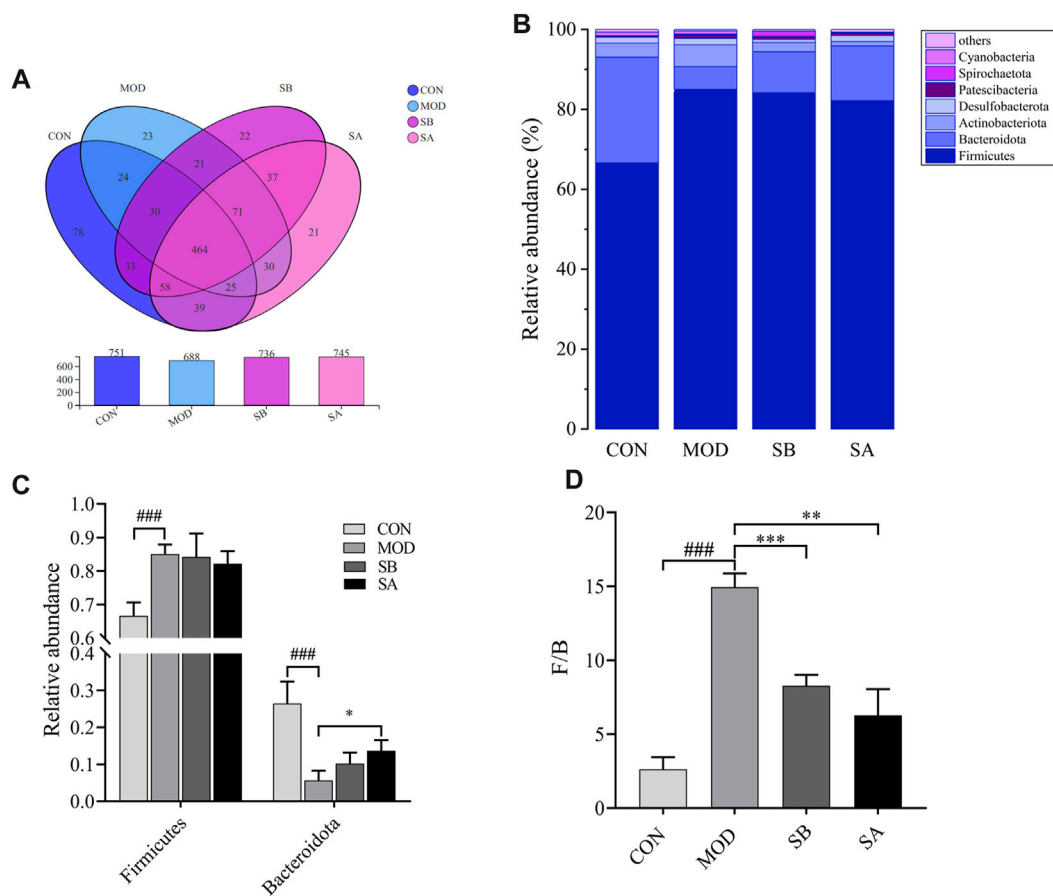 A
MOD
SB
CON
SA
CON
MOD
SB
SA
23
22
21
24
37
30
71
78
21
464
33
30
58
25
39
751
688
736
745
600
400
200
0
CON
MOD
SB
SA
B
Relative abundance (%)
100
80
60
40
20
0
CON
MOD
SB
SA
others
Cyanobacteria
Spirochaetota
Patescibacteria
Desulfobacterota
Actinobacteriota
Bacteroidota
Firmicutes
C
Relative abundance
1.0
0.9
0.8
0.7
0.6
0.4
0.3
0.2
0.1
0.0
###
###
*
CON
MOD
SB
SA
Firmicutes
Bacteroidota
D
F/B
20
15
10
5
0
**
***
###
CON
MOD
SB
SA